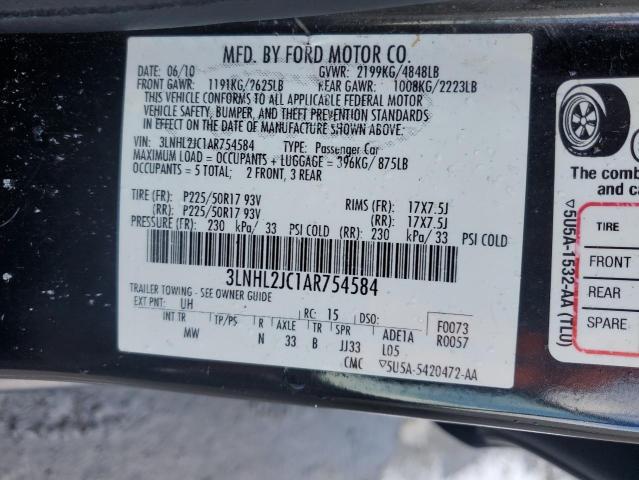 MFD. BY FORD MOTOR CO.
DATE: 06/10 GVWR: 2199KG/4848LB
FRONT GAWR: 1191KG/2625LB REAR GAWR: 1008KG/2223LB
THIS VEHICLE CONFORMS TO ALL APPLICABLE FEDERAL MOTOR
VEHICLE SAFETY, BUMPER, AND THEFT PREVENTION STANDARDS
IN EFFECT ON THE DATE OF MANUFACTURE SHOWN ABOVE.
VIN: 3LNHL2JC1AR754584 TYPE: Passenger Car
MAXIMUM LOAD = OCCUPANTS + LUGGAGE = 396KG/ 875LB
OCCUPANTS = 5 TOTAL; 2 FRONT, 3 REAR
TIRE (FR): P225/50R17 93V RIMS (FR): 17X7.5J
(RR): P225/50R17 93V (RR): 17X7.5J
PRESSURE (FR): 230 kPa/ 33 PSI COLD (RR): 230 kPa/ 33 PSI COLD
3LNHL2JC1AR754584
TRAILER TOWING - SEE OWNER GUIDE
EXT PNT: UH RC: 15 DSO: F0073
INT TR TP/PS R AXLE TR SPR ADE1A R0057
MW N 33 B JJ33 L05
CMC ▽5U5A-5420472-AA
The comb
and ca
▽5U5A-1532-AA (TL0)
TIRE
FRONT
REAR
SPARE